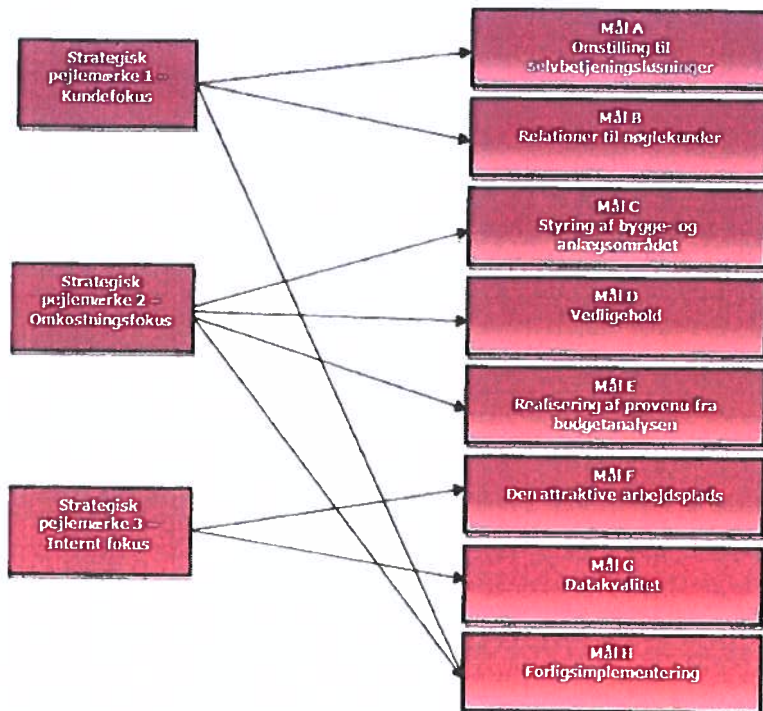 Strategisk
pejlemærke 1 –
Kundefokus
Strategisk
pejlemærke 2 –
Omkostningsfokus
Strategisk
pejlemærke 3 –
Internt fokus
Mål A
Omstilling til
selvbetjeningsløsninger
Mål B
Relationer til nøglekunder
Mål C
Styring af bygge- og
anlægsområdet
Mål D
Vedligehold
Mål E
Realisering af provenu fra
budgetanalysen
Mål F
Den attraktive arbejdsplads
Mål G
Datakvalitet
Mål H
Forligsimplementering